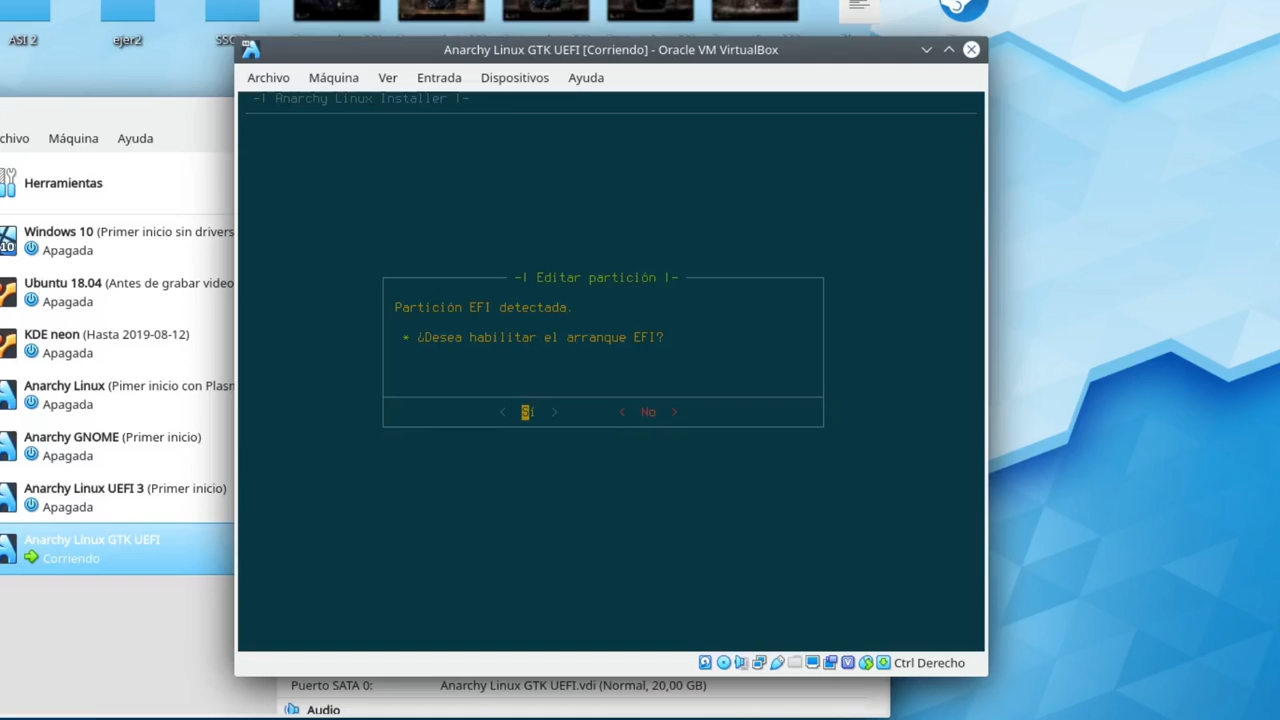 ASI 2
ejer2
Anarchy Linux GTK UEFI [Corriendo] - Oracle VM VirtualBox
Archivo Máquina Ver Entrada Dispositivos Ayuda
-| Anarchy Linux Installer |-
chivo Máquina Ayuda
Herramientas
Windows 10 (Primer inicio sin drivers
Apagada
Ubuntu 18.04 (Antes de grabar video
Apagada
KDE neon (Hasta 2019-08-12)
Apagada
Anarchy Linux (Pimer inicio con Plasm
Apagada
Anarchy GNOME (Primer inicio)
Apagada
Anarchy Linux UEFI 3 (Primer inicio)
Apagada
Anarchy Linux GTK UEFI
Corriendo
-| Editar partición |-
Partición EFI detectada.
* ¿Desea habilitar el arranque EFI?
< Sí > < No >
Ctrl Derecho
Puerto SATA 0: Anarchy Linux GTK UEFI.vdi (Normal, 20,00 GB)
Audio